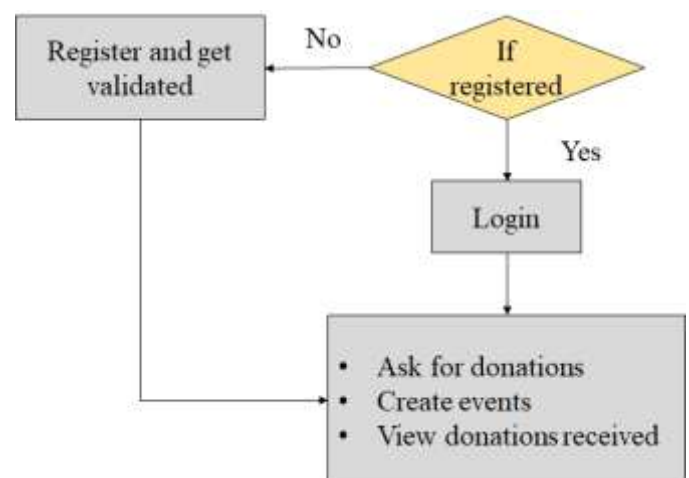 Register and get
validated
No
If
registered
Yes
Login
• Ask for donations
• Create events
• View donations received